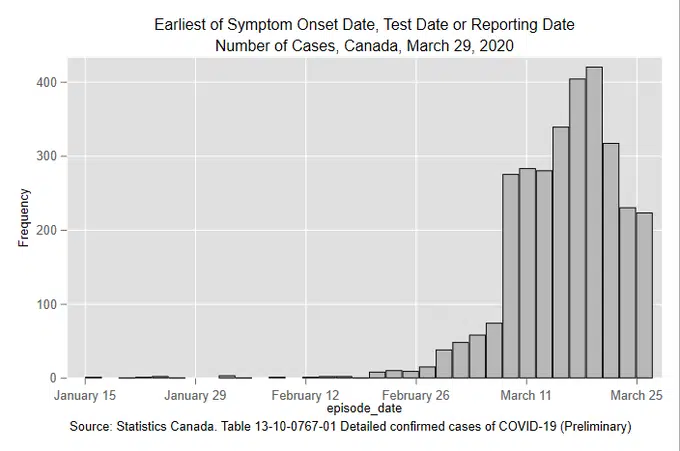 Earliest of Symptom Onset Date, Test Date or Reporting Date
Number of Cases, Canada, March 29, 2020
Frequency
400
300
200
100
0
January 15 January 29 February 12 February 26 March 11 March 25
episode_date
Source: Statistics Canada. Table 13-10-0767-01 Detailed confirmed cases of COVID-19 (Preliminary)